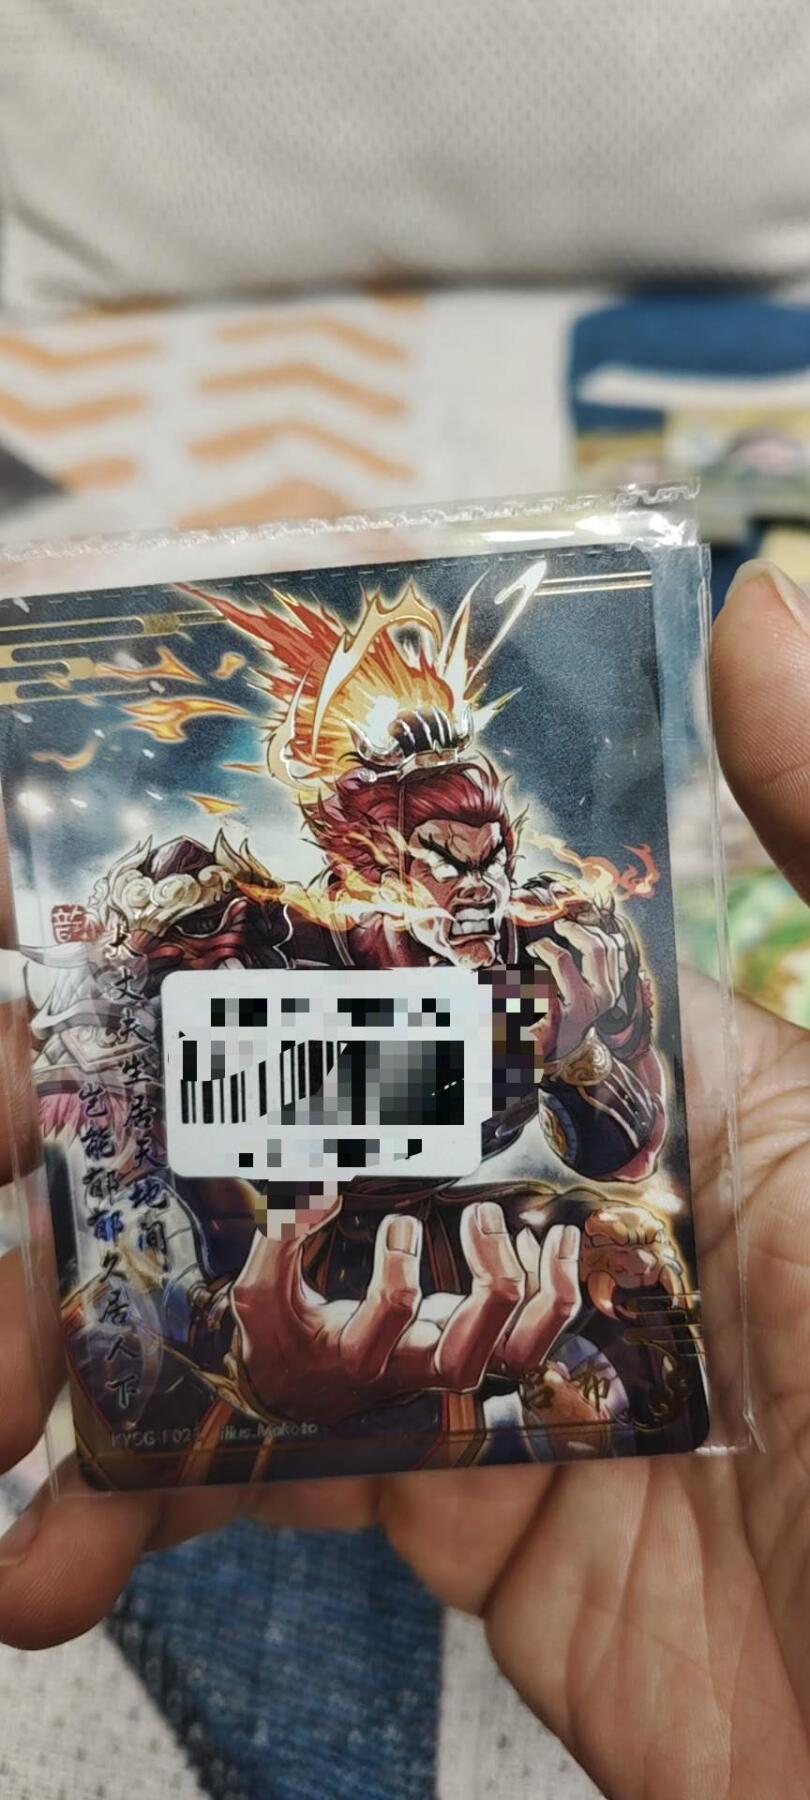 大丈夫生居天地间
岂能郁郁久居人下
吕布
illus.Makoto